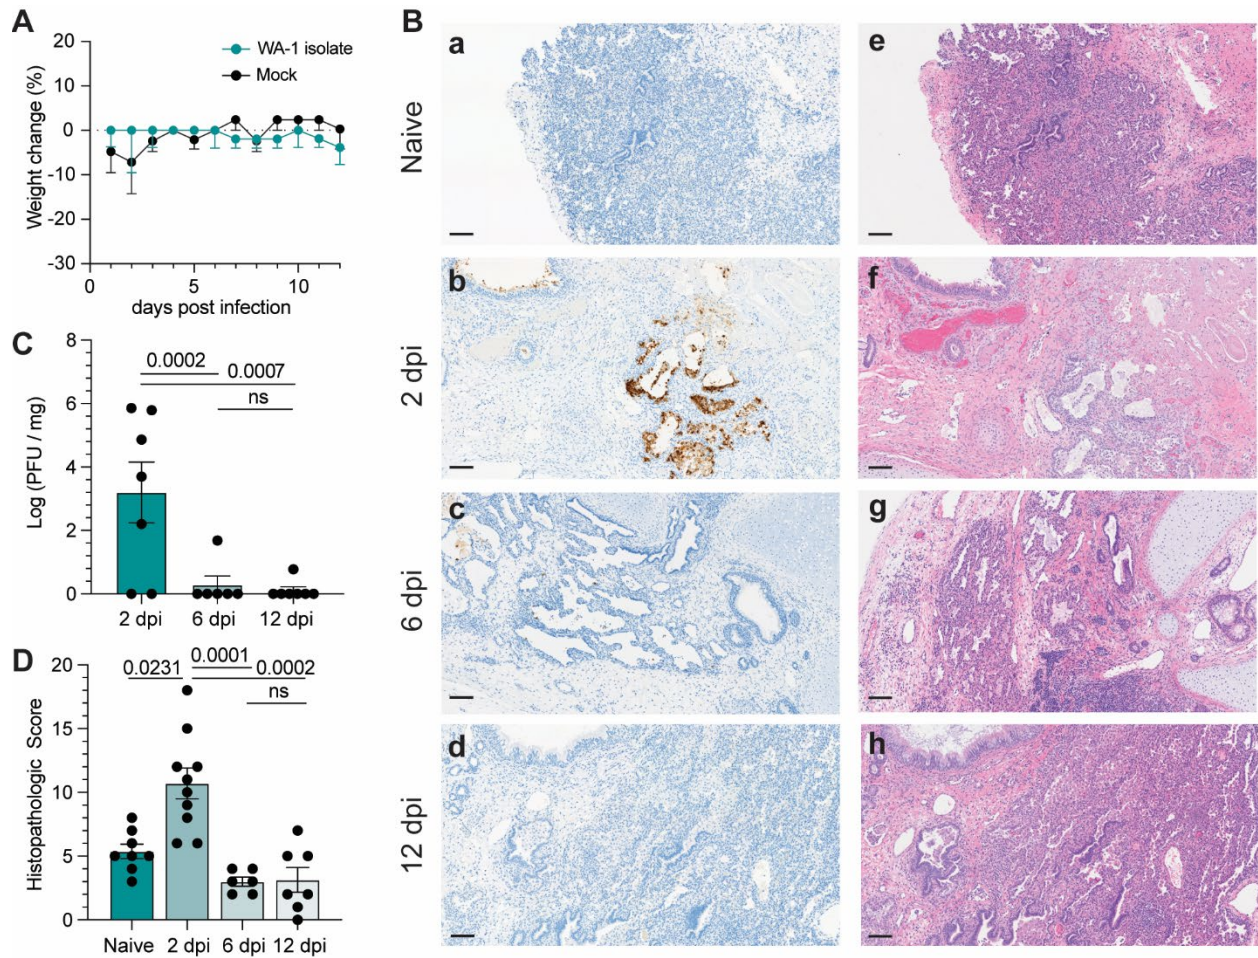 A
20
10
0
-10
-20
-30
Weight change (%)
WA-1 isolate
Mock
0
5
10
days post infection
C
8
6
4
2
0
Log (PFU / mg)
0.0002
0.0007
ns
2 dpi
6 dpi
12 dpi
D
20
15
10
5
0
Histopathologic Score
0.0231
0.0001
0.0002
ns
Naive
2 dpi
6 dpi
12 dpi
B
Naive
a
e
2 dpi
b
f
6 dpi
c
g
12 dpi
d
h